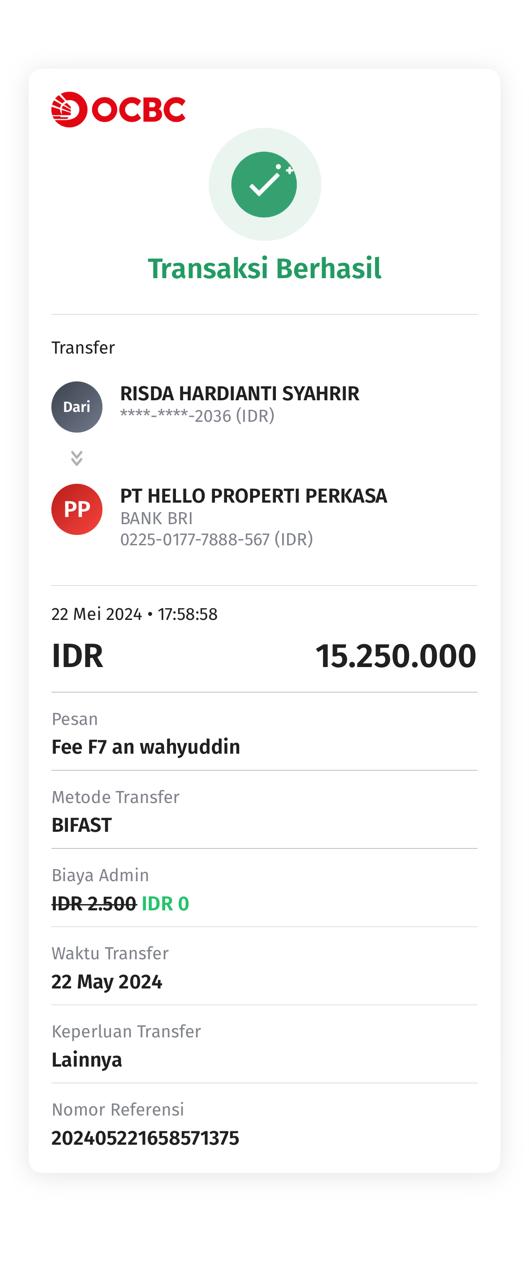 OCBC
Transaksi Berhasil
Transfer
Dari
RISDA HARDIANTI SYAHRIR
****-****-2036 (IDR)
PP
PT HELLO PROPERTI PERKASA
BANK BRI
0225-0177-7888-567 (IDR)
22 Mei 2024 • 17:58:58
IDR 15.250.000
Pesan
Fee F7 an wahyuddin
Metode Transfer
BIFAST
Biaya Admin
IDR 2.500 IDR 0
Waktu Transfer
22 May 2024
Keperluan Transfer
Lainnya
Nomor Referensi
202405221658571375